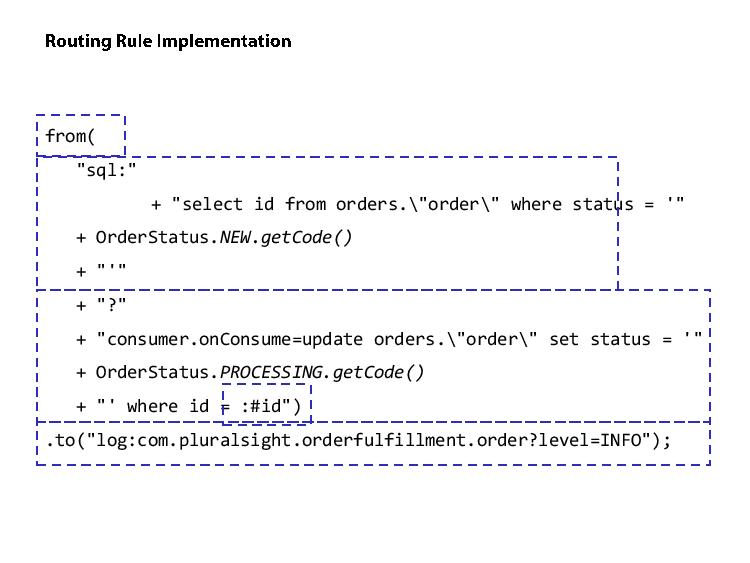 Routing Rule Implementation
from(
"sql:"
+ "select id from orders.\"order\" where status = '"
+ OrderStatus.NEW.getCode()
+ "'"
+ "?"
+ "consumer.onConsume=update orders.\"order\" set status = '"
+ OrderStatus.PROCESSING.getCode()
+ "' where id = :#id")
.to("log:com.pluralsight.orderfulfillment.order?level=INFO");